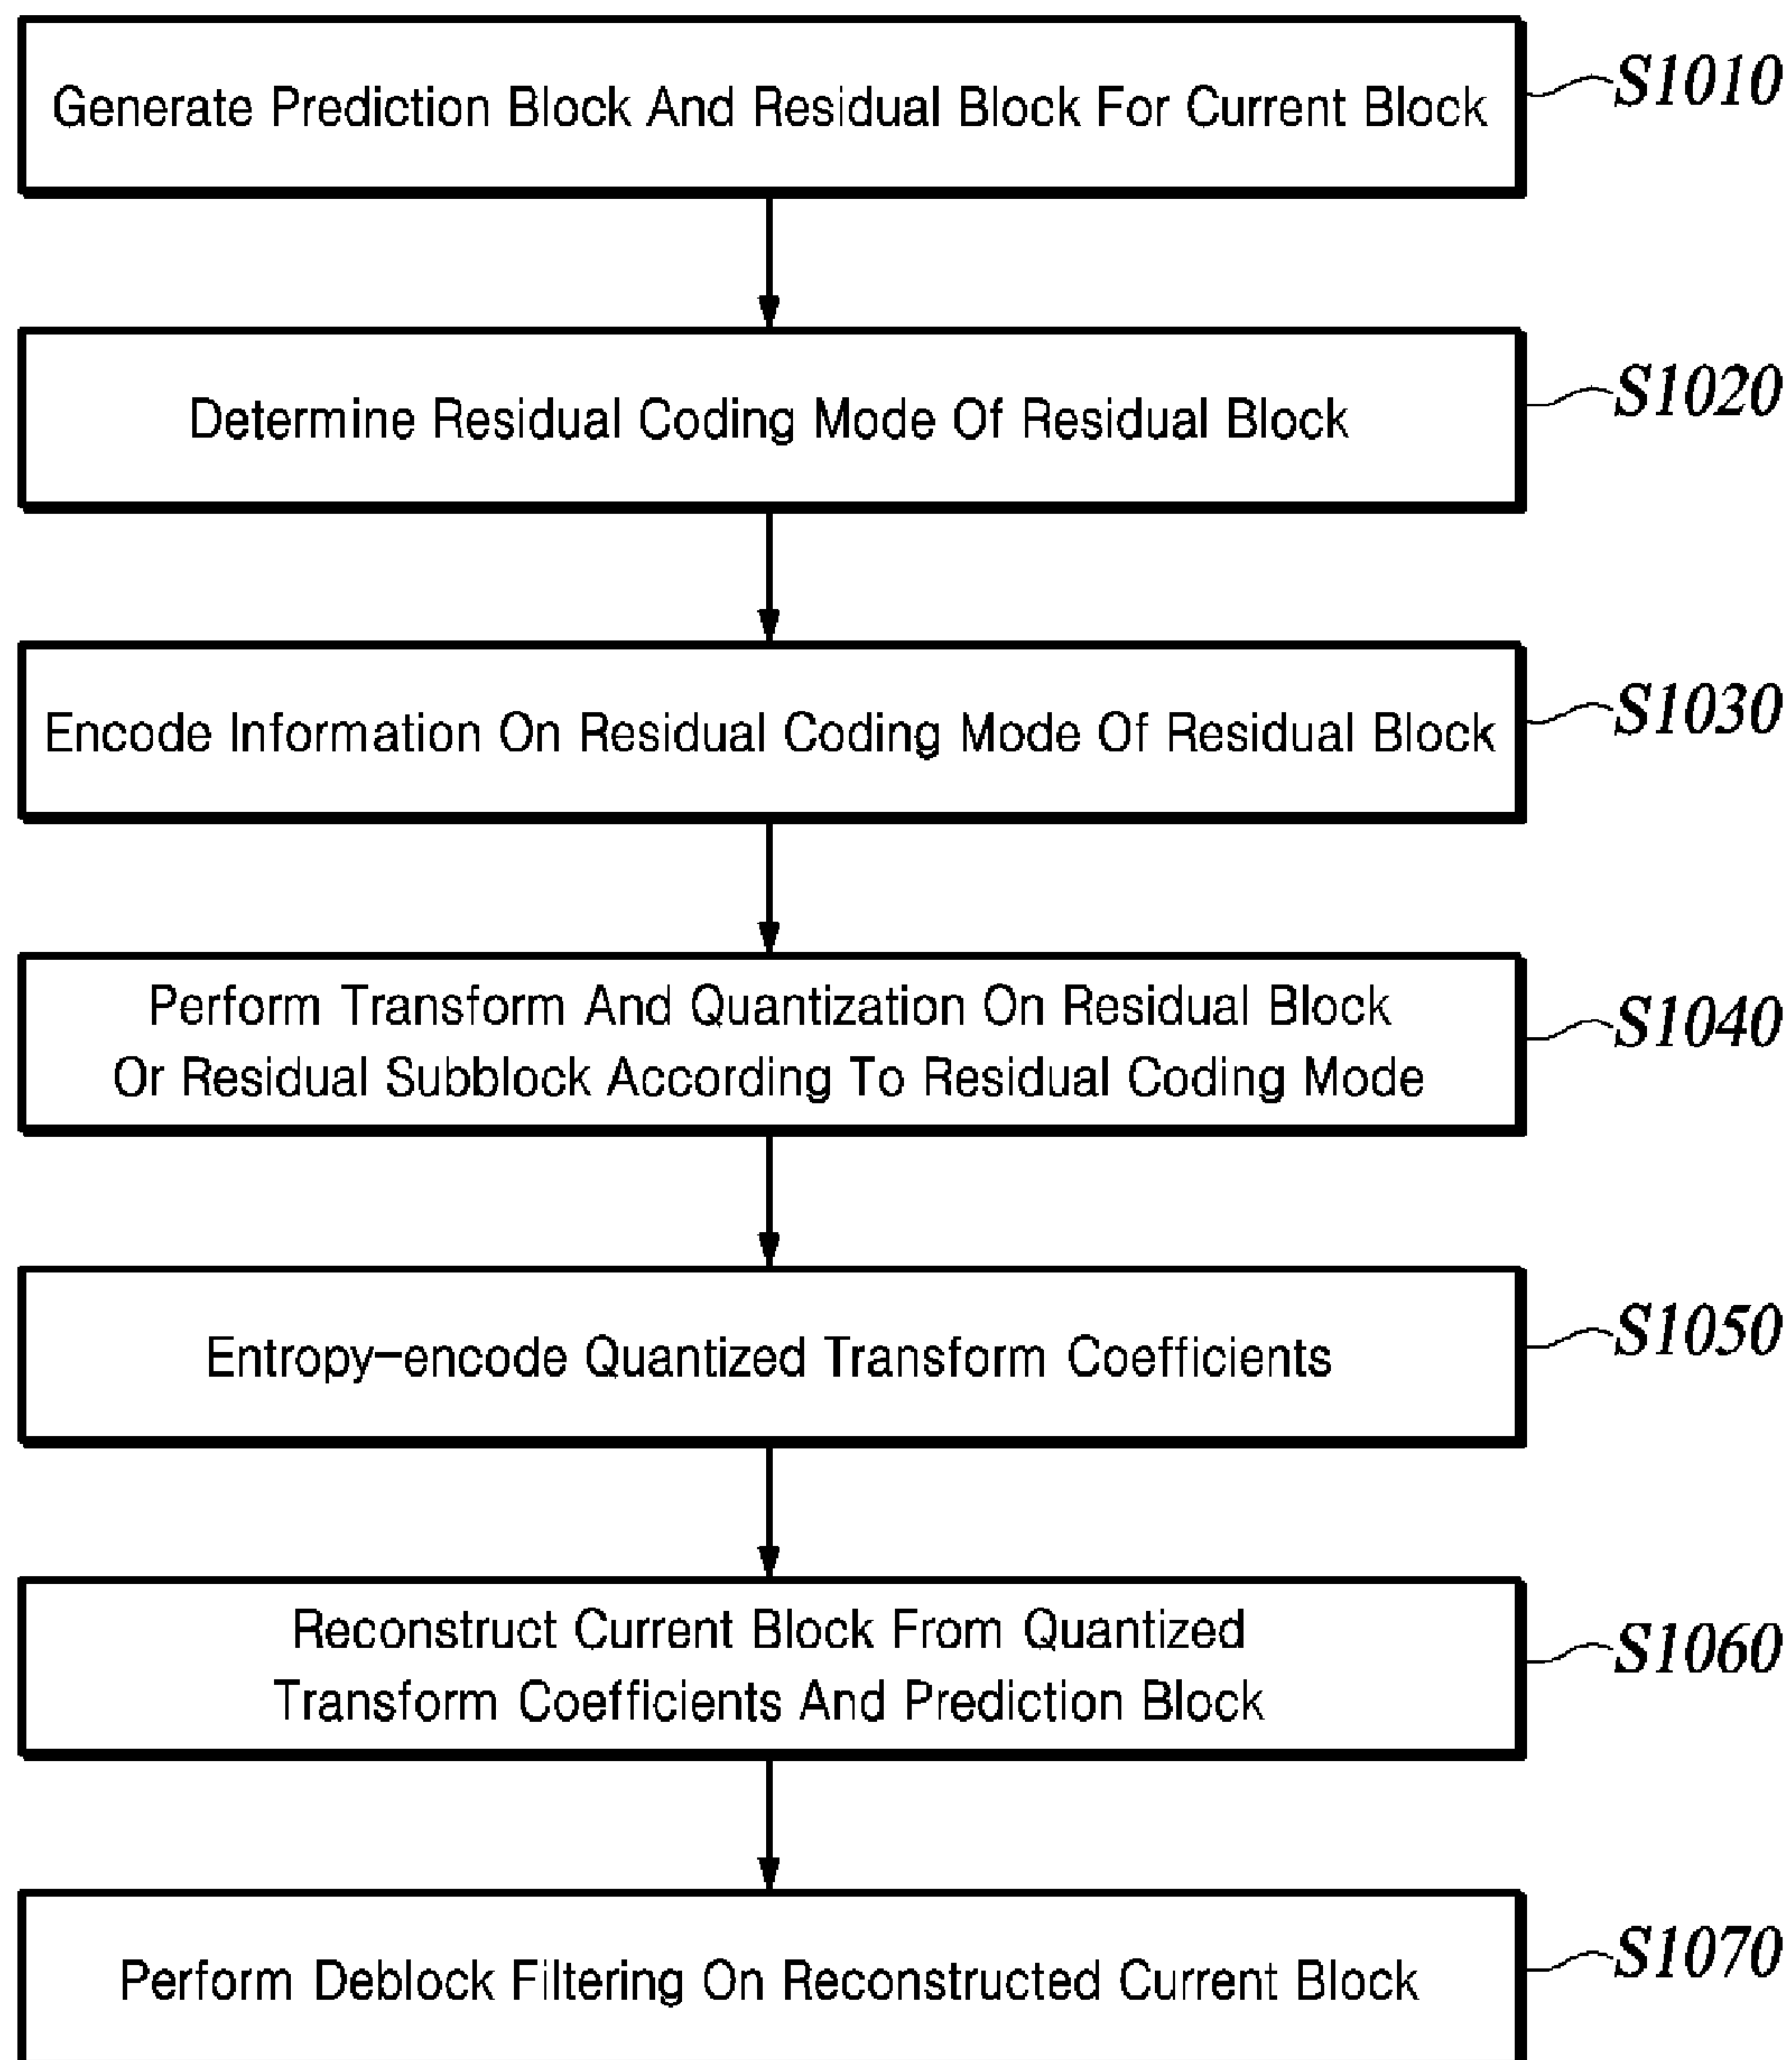 Generate Prediction Block And Residual Block For Current Block
S1010
Determine Residual Coding Mode Of Residual Block
S1020
Encode Information On Residual Coding Mode Of Residual Block
S1030
Perform Transform And Quantization On Residual Block
Or Residual Subblock According To Residual Coding Mode
S1040
Entropy-encode Quantized Transform Coefficients
S1050
Reconstruct Current Block From Quantized
Transform Coefficients And Prediction Block
S1060
Perform Deblock Filtering On Reconstructed Current Block
S1070